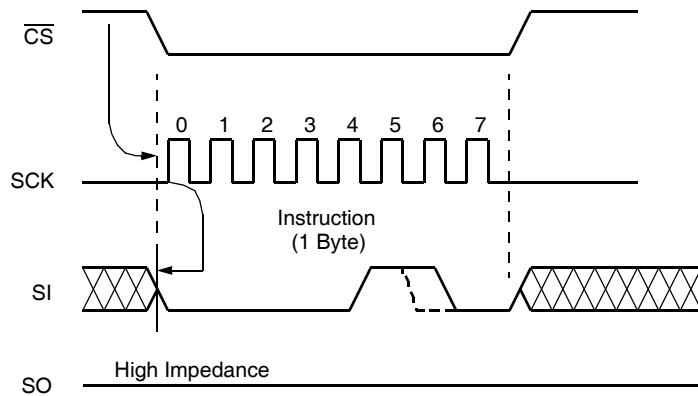 CS
0 1 2 3 4 5 6 7
SCK
Instruction
(1 Byte)
SI
High Impedance
SO